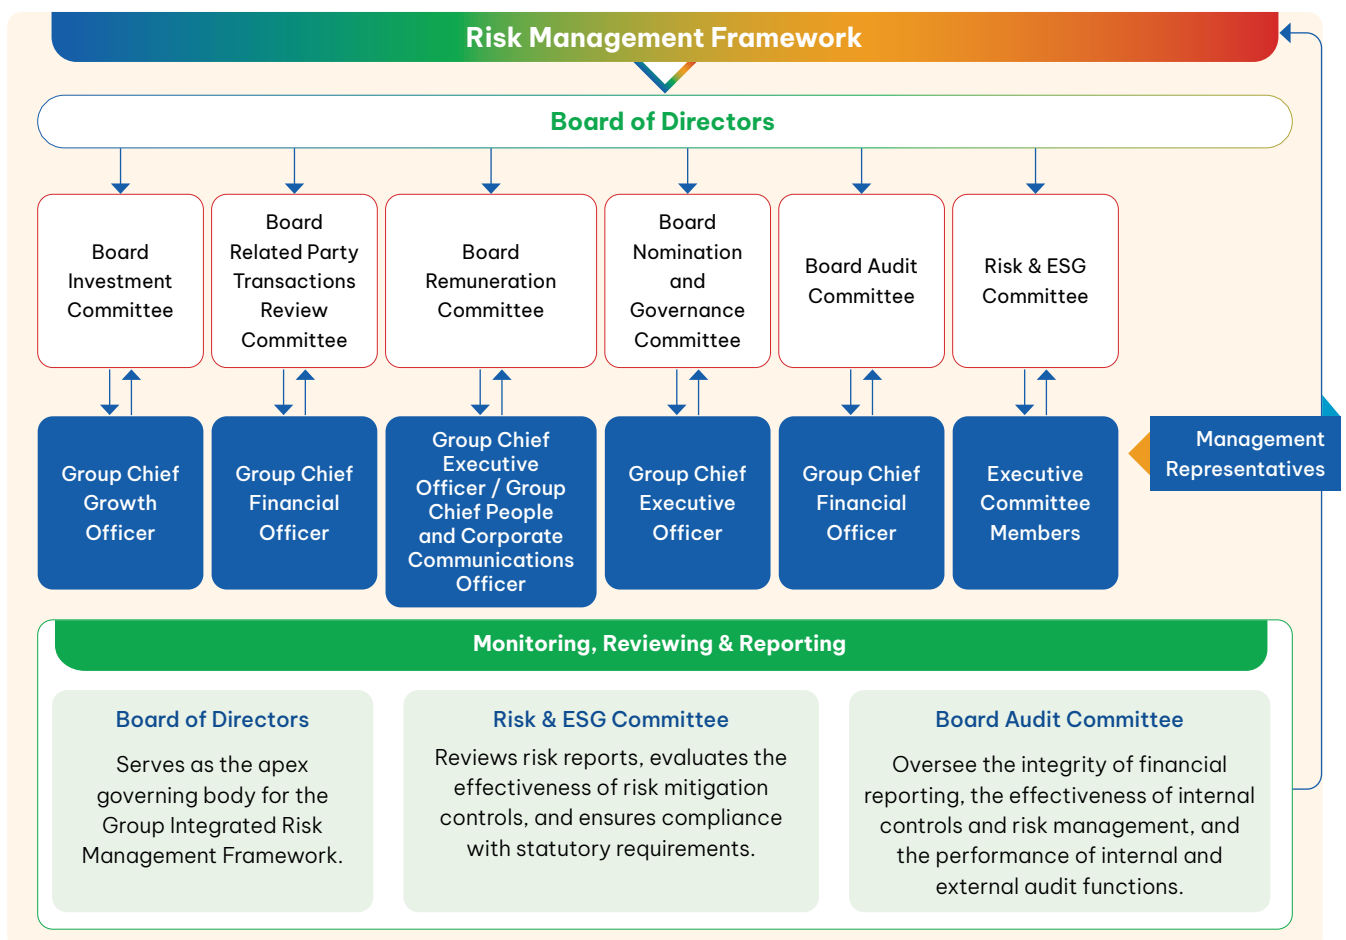 Risk Management Framework
Board of Directors
Board
Investment
Committee
Board
Related Party
Transactions
Review
Committee
Board
Remuneration
Committee
Board
Nomination
and
Governance
Committee
Board Audit
Committee
Risk & ESG
Committee
Group Chief
Growth
Officer
Group Chief
Financial
Officer
Group Chief
Executive
Officer / Group
Chief People
and Corporate
Communications
Officer
Group Chief
Executive
Officer
Group Chief
Financial
Officer
Executive
Committee
Members
Management
Representatives
Monitoring, Reviewing & Reporting
Board of Directors
Serves as the apex
governing body for the
Group Integrated Risk
Management Framework.
Risk & ESG Committee
Reviews risk reports, evaluates the
effectiveness of risk mitigation
controls, and ensures compliance
with statutory requirements.
Board Audit Committee
Oversee the integrity of financial
reporting, the effectiveness of internal
controls and risk management, and
the performance of internal and
external audit functions.